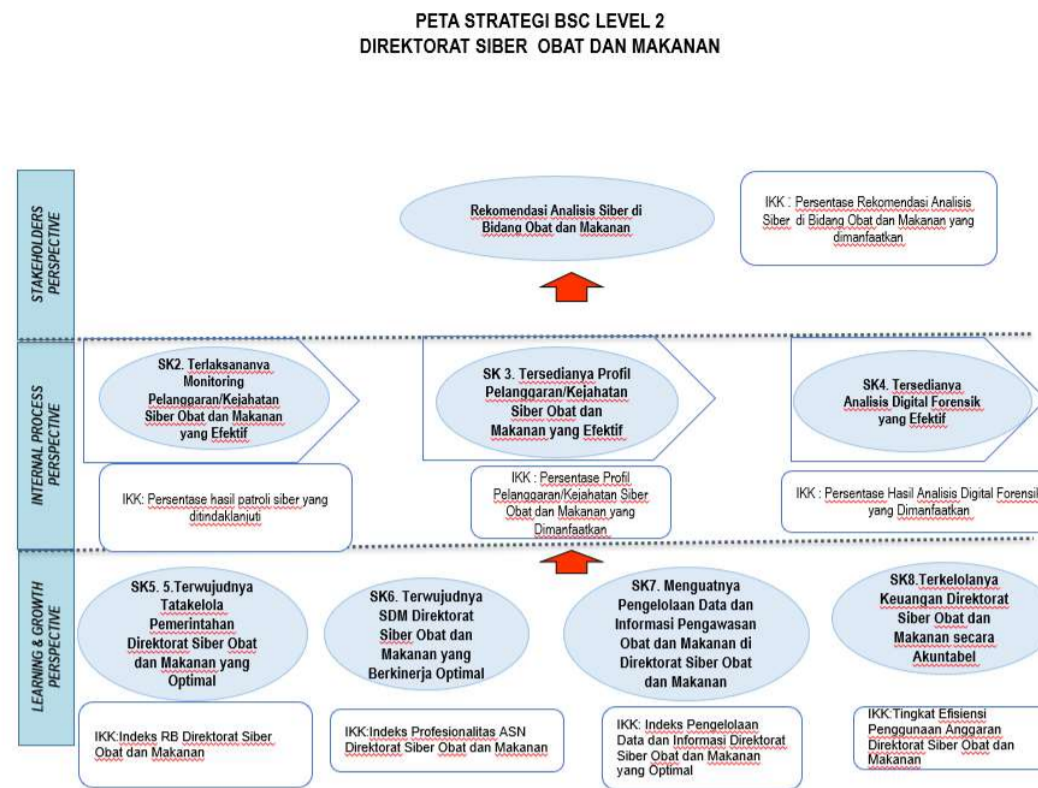 PETA STRATEGI BSC LEVEL 2
DIREKTORAT SIBER OBAT DAN MAKANAN
STAKEHOLDERS
PERSPECTIVE
Rekomendasi Analisis Siber di
Bidang Obat dan Makanan
IKK : Persentase Rekomendasi Analisis
Siber di Bidang Obat dan Makanan yang
dimanfaatkan
INTERNAL PROCESS
PERSPECTIVE
SK2. Terlaksananya
Monitoring
Pelanggaran/Kejahatan
Siber Obat dan Makanan
yang Efektif
IKK: Persentase hasil patroli siber yang
ditindaklanjuti
SK 3. Tersedianya Profil
Pelanggaran/Kejahatan
Siber Obat dan
Makanan yang Efektif
IKK : Persentase Profil
Pelanggaran/Kejahatan Siber
Obat dan Makanan yang
Dimanfaatkan
SK4. Tersedianya
Analisis Digital Forensik
yang Efektif
IKK : Persentase Hasil Analisis Digital Forensik
yang Dimanfaatkan
LEARNING & GROWTH
PERSPECTIVE
SK5. 5.Terwujudnya
Tatakelola
Pemerintahan
Direktorat Siber Obat
dan Makanan yang
Optimal
IKK:Indeks RB Direktorat Siber
Obat dan Makanan
SK6. Terwujudnya
SDM Direktorat
Siber Obat dan
Makanan yang
Berkinerja Optimal
IKK:Indeks Profesionalitas ASN
Direktorat Siber Obat dan Makanan
SK7. Menguatnya
Pengelolaan Data dan
Informasi Pengawasan
Obat dan Makanan di
Direktorat Siber Obat
dan Makanan
IKK: Indeks Pengelolaan
Data dan Informasi Direktorat
Siber Obat dan Makanan
yang Optimal
SK8.Terkelolanya
Keuangan Direktorat
Siber Obat dan
Makanan secara
Akuntabel
IKK:Tingkat Efisiensi
Penggunaan Anggaran
Direktorat Siber Obat dan
Makanan